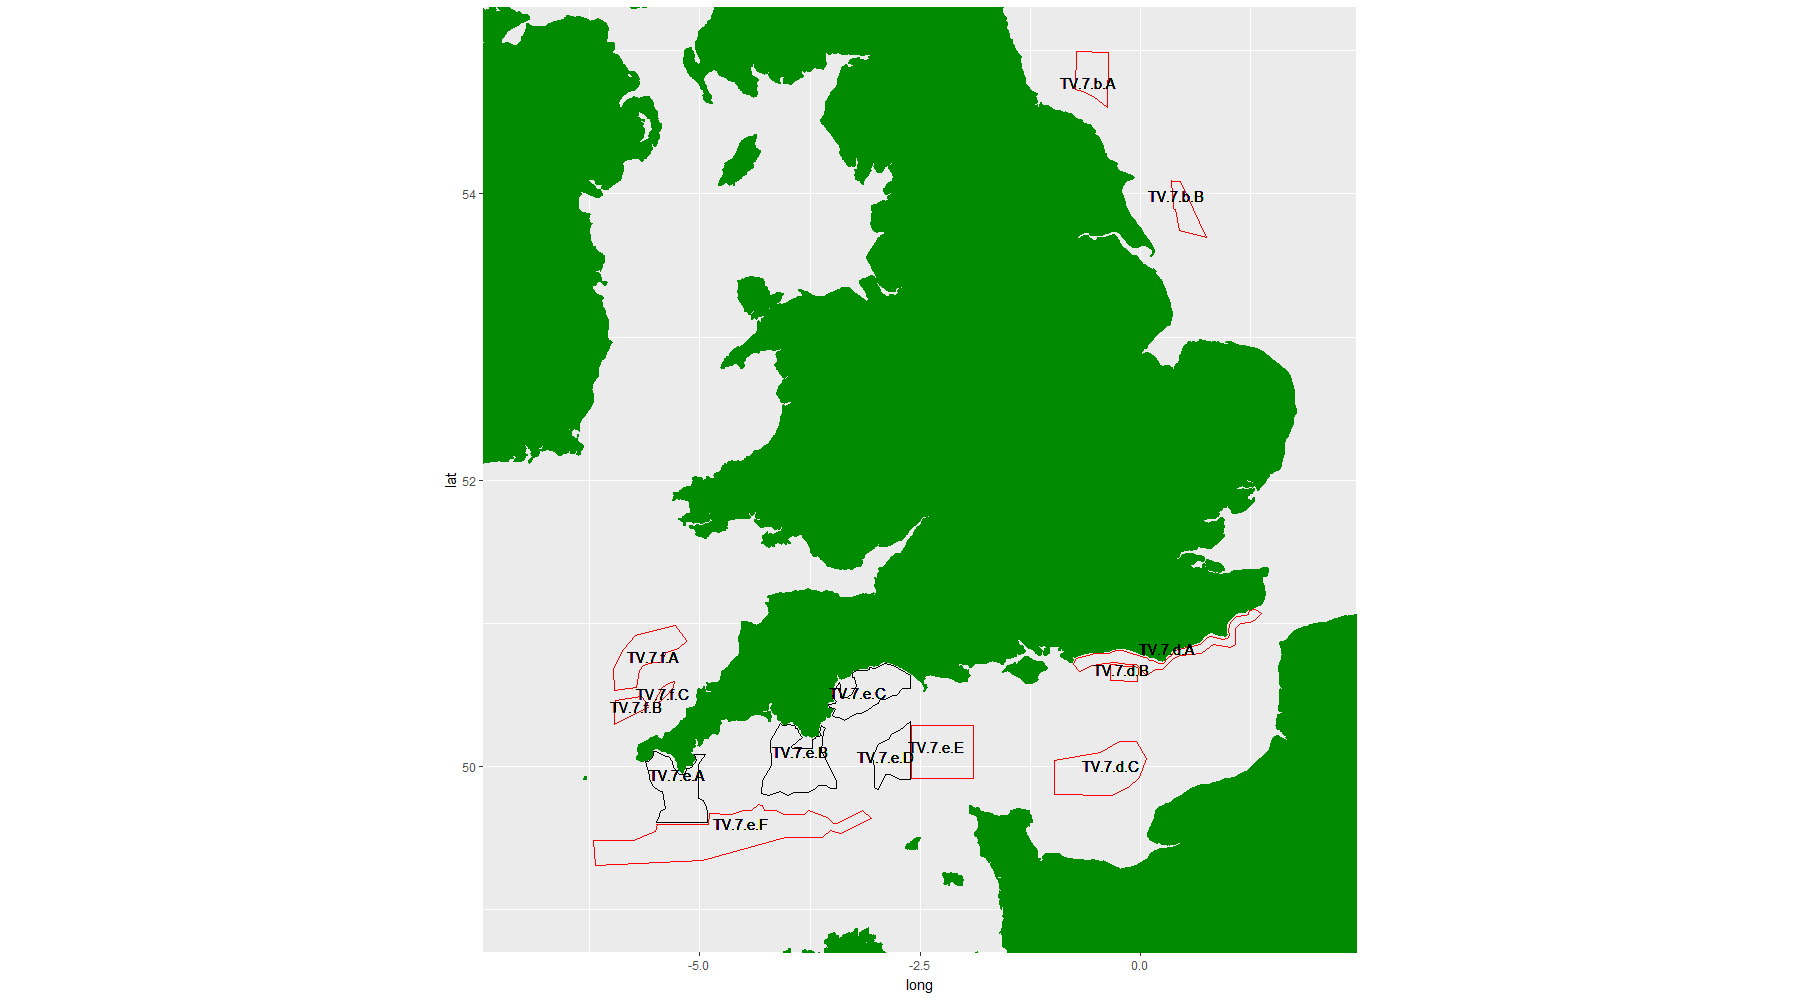 TV.7.b.A
54
TV.7.b.B
lat
52
TV.7.f.A
TV.7.d.A
TV.7.d.B
TV.7.f.C
TV.7.e.C
TV.7.f.B
TV.7.e.B
TV.7.e.E
TV.7.e.D
50
TV.7.d.C
TV.7.e.A
TV.7.e.F
-5.0
-2.5
0.0
long